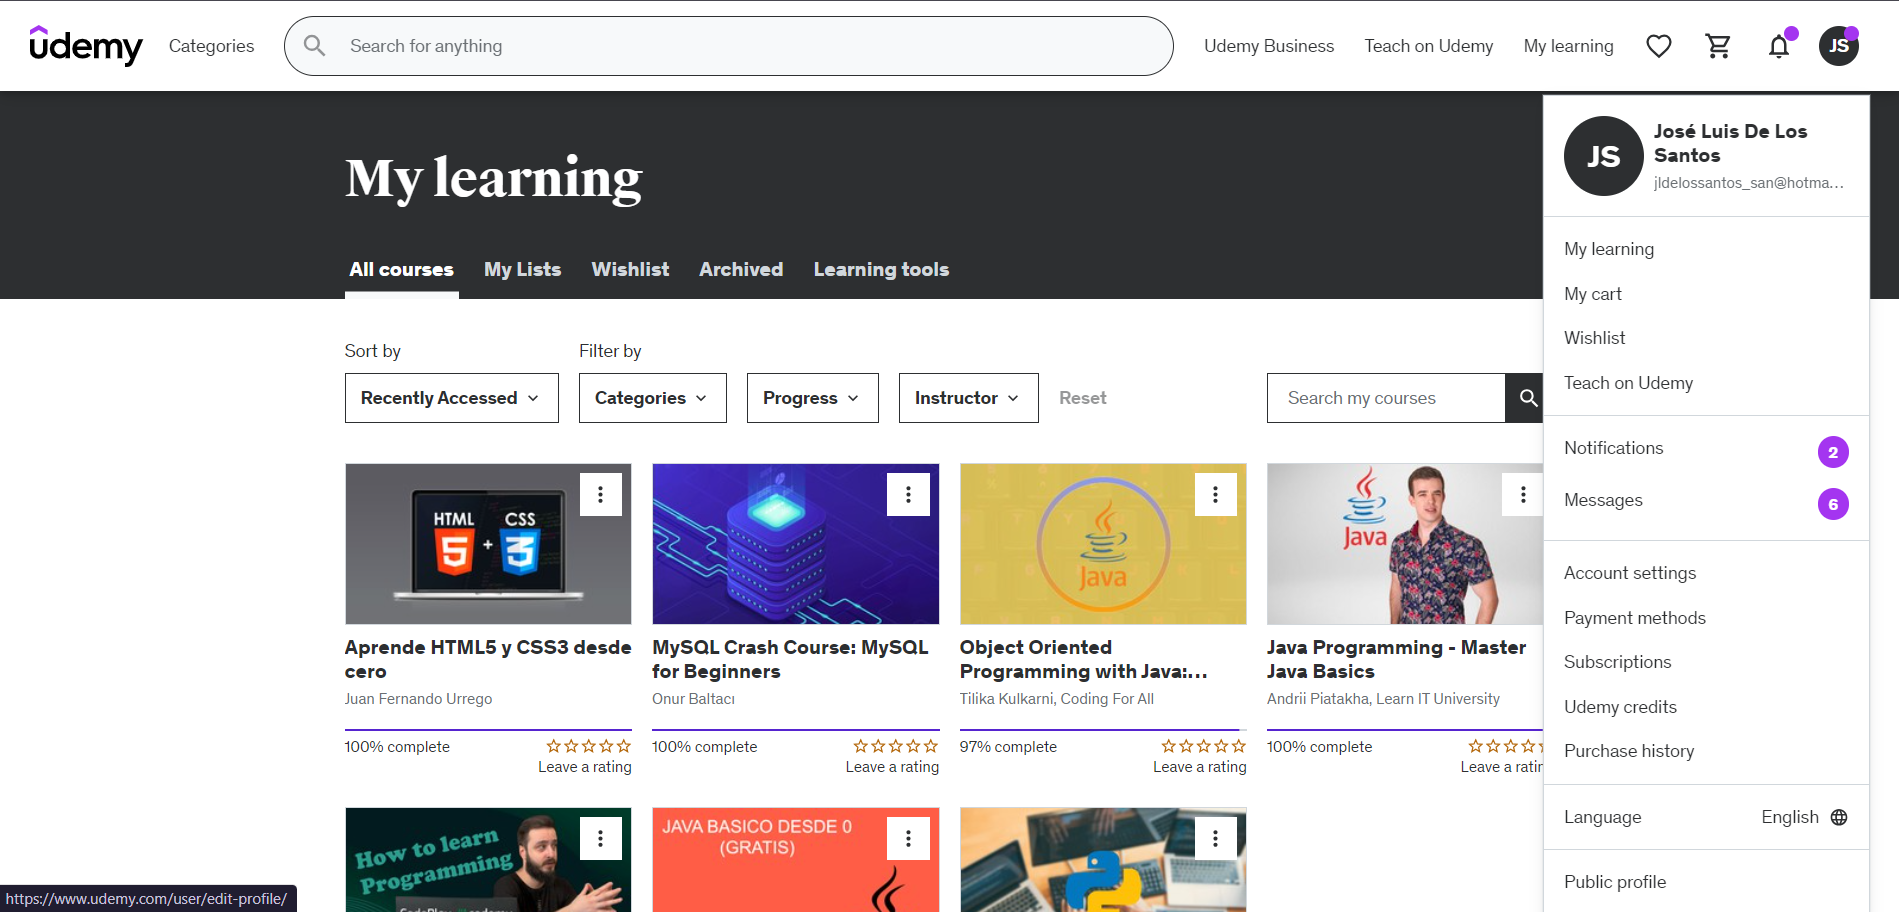 udemy
Categories
Search for anything
Udemy Business
Teach on Udemy
My learning
JS
My learning
All courses
My Lists
Wishlist
Archived
Learning tools
Sort by
Filter by
Recently Accessed
Categories
Progress
Instructor
Reset
Search my courses
HTML
CSS
5
+
3
Aprende HTML5 y CSS3 desde
cero
Juan Fernando Urrego
100% complete
Leave a rating
MySQL Crash Course: MySQL
for Beginners
Onur Baltacı
100% complete
Leave a rating
Java
Object Oriented
Programming with Java:...
Tilika Kulkarni, Coding For All
97% complete
Leave a rating
Java
Java Programming - Master
Java Basics
Andrii Piatakha, Learn IT University
100% complete
Leave a ratin
How to learn
Programming
JAVA BASICO DESDE 0
(GRATIS)
JS
José Luis De Los
Santos
jldelossantos_san@hotma...
My learning
My cart
Wishlist
Teach on Udemy
Notifications
2
Messages
6
Account settings
Payment methods
Subscriptions
Udemy credits
Purchase history
Language
English
Public profile
https://www.udemy.com/user/edit-profile/